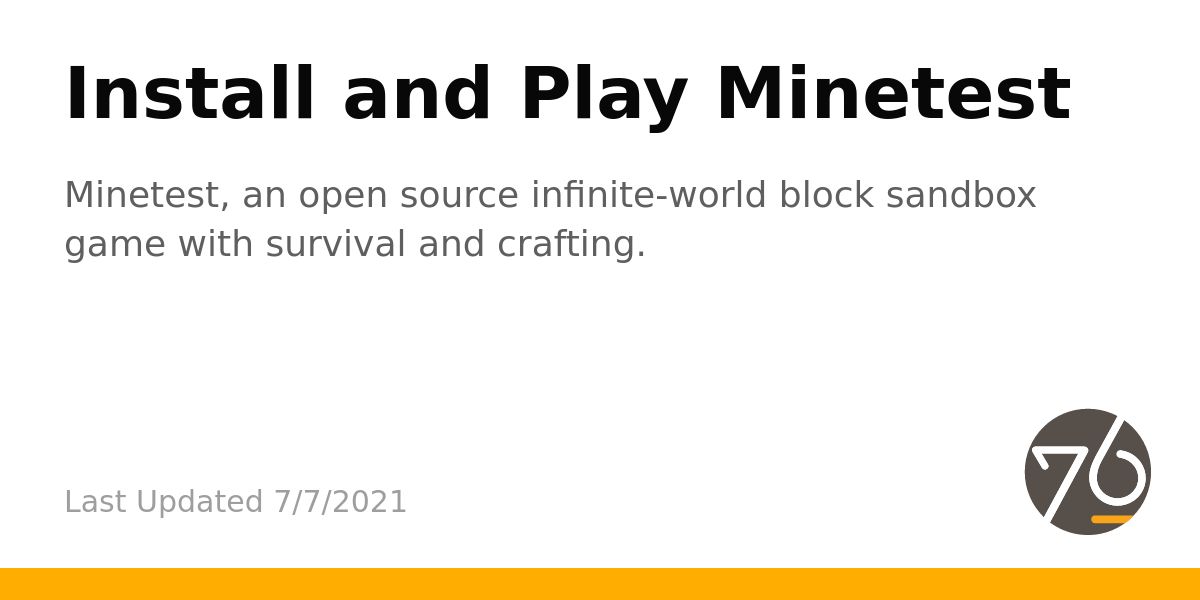 Install and Play Minetest
Minetest, an open source infinite-world block sandbox
game with survival and crafting.
Last Updated 7/7/2021
76